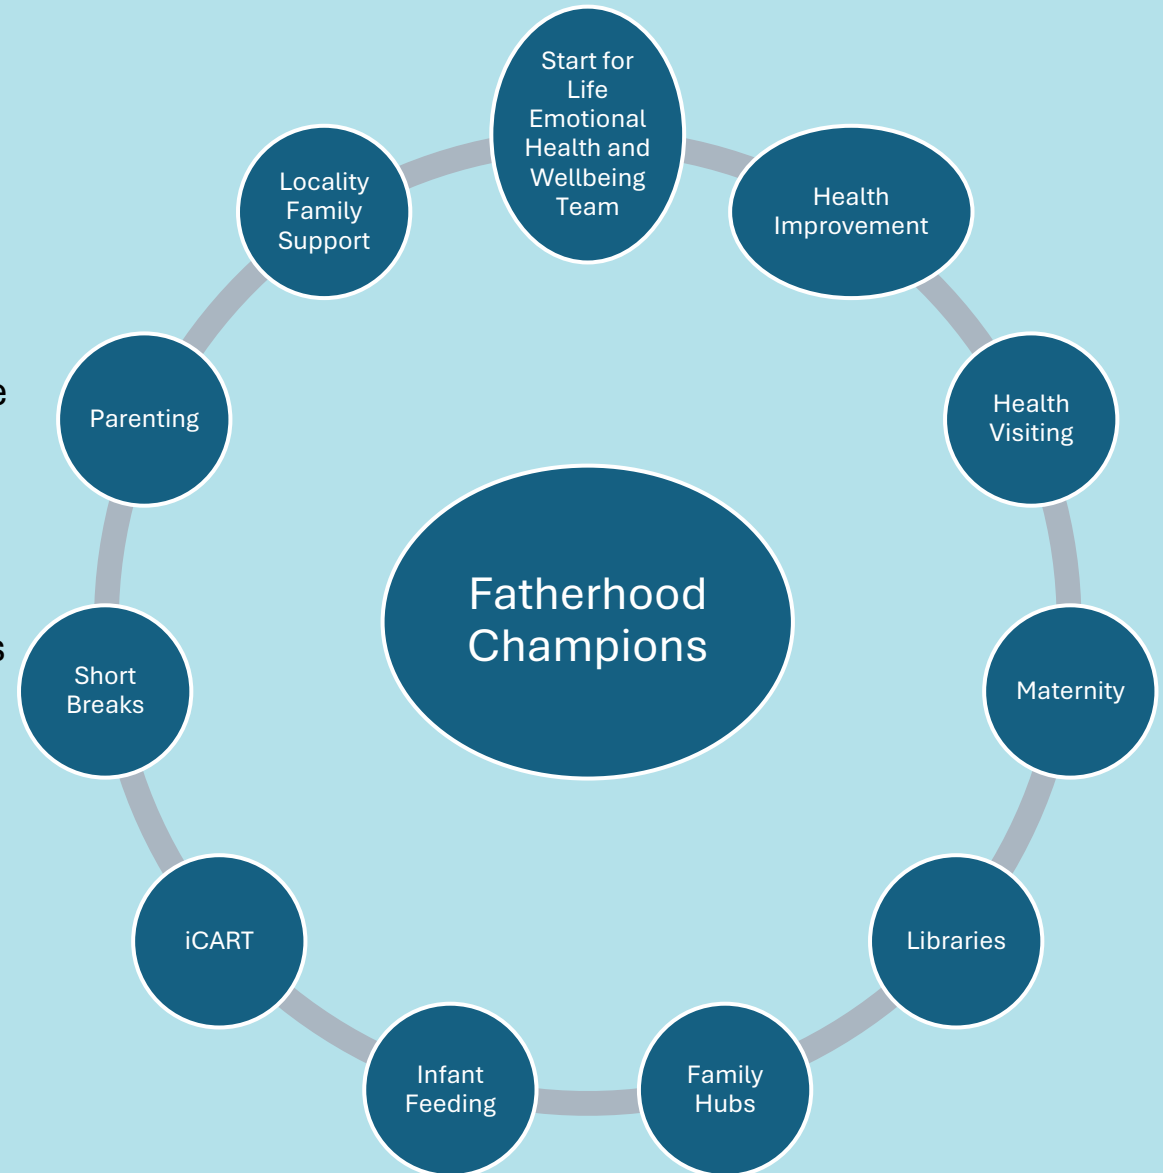 Start for
Life
Emotional
Health and
Wellbeing
Team
Health
Improvement
Health
Visiting
Maternity
Libraries
Family
Hubs
Infant
Feeding
iCART
Short
Breaks
Parenting
Locality
Family
Support
Fatherhood
Champions